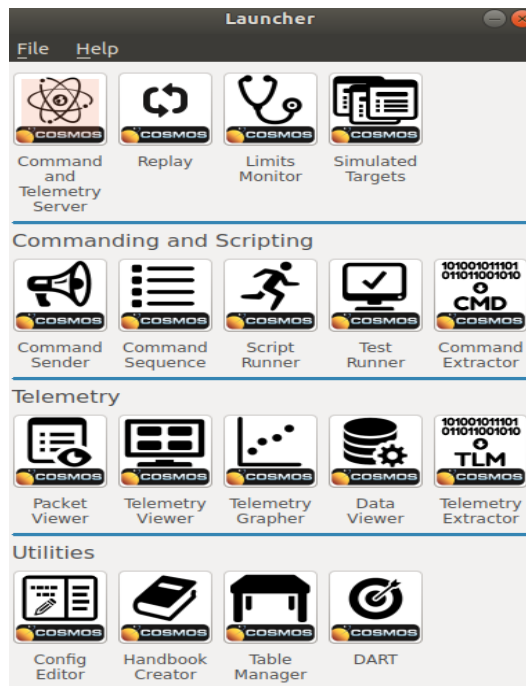 Launcher
File Help
COSMOS COSMOS COSMOS COSMOS
Command Replay Limits Simulated
and Monitor Targets
Telemetry
Server
Commanding and Scripting
101001011101
011011001010
CMD
COSMOS COSMOS COSMOS COSMOS COSMOS
Command Command Script Test Command
Sender Sequence Runner Runner Extractor
Telemetry
101001011101
011011001010
TLM
COSMOS COSMOS COSMOS COSMOS COSMOS
Packet Telemetry Telemetry Data Telemetry
Viewer Viewer Grapher Viewer Extractor
Utilities
COSMOS COSMOS COSMOS COSMOS
Config Handbook Table DART
Editor Creator Manager